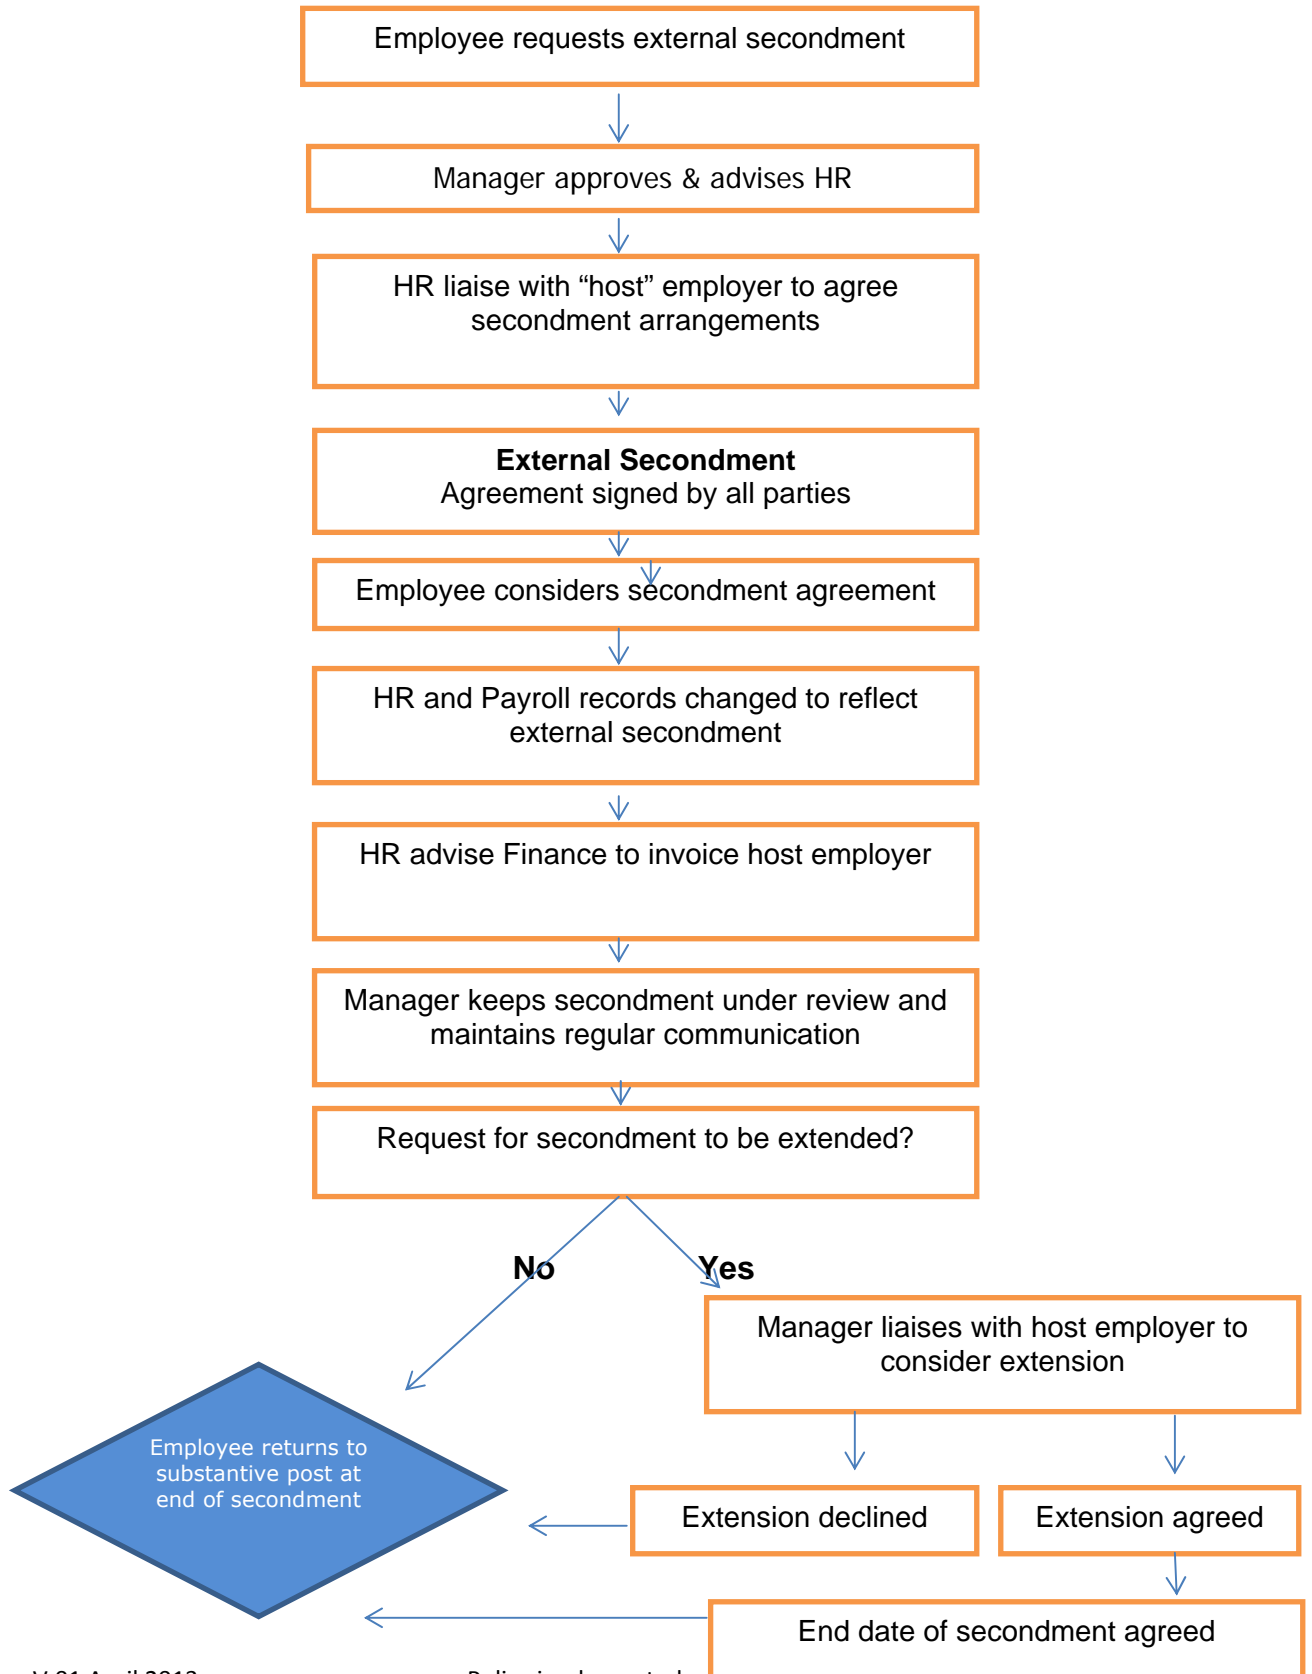 Employee requests external secondment
Manager approves & advises HR
HR liaise with “host” employer to agree
secondment arrangements
External Secondment
Agreement signed by all parties
Employee considers secondment agreement
HR and Payroll records changed to reflect
external secondment
HR advise Finance to invoice host employer
Manager keeps secondment under review and
maintains regular communication
Request for secondment to be extended?
No Yes
Manager liaises with host employer to
consider extension
Employee returns to
substantive post at
end of secondment
Extension declined
Extension agreed
End date of secondment agreed